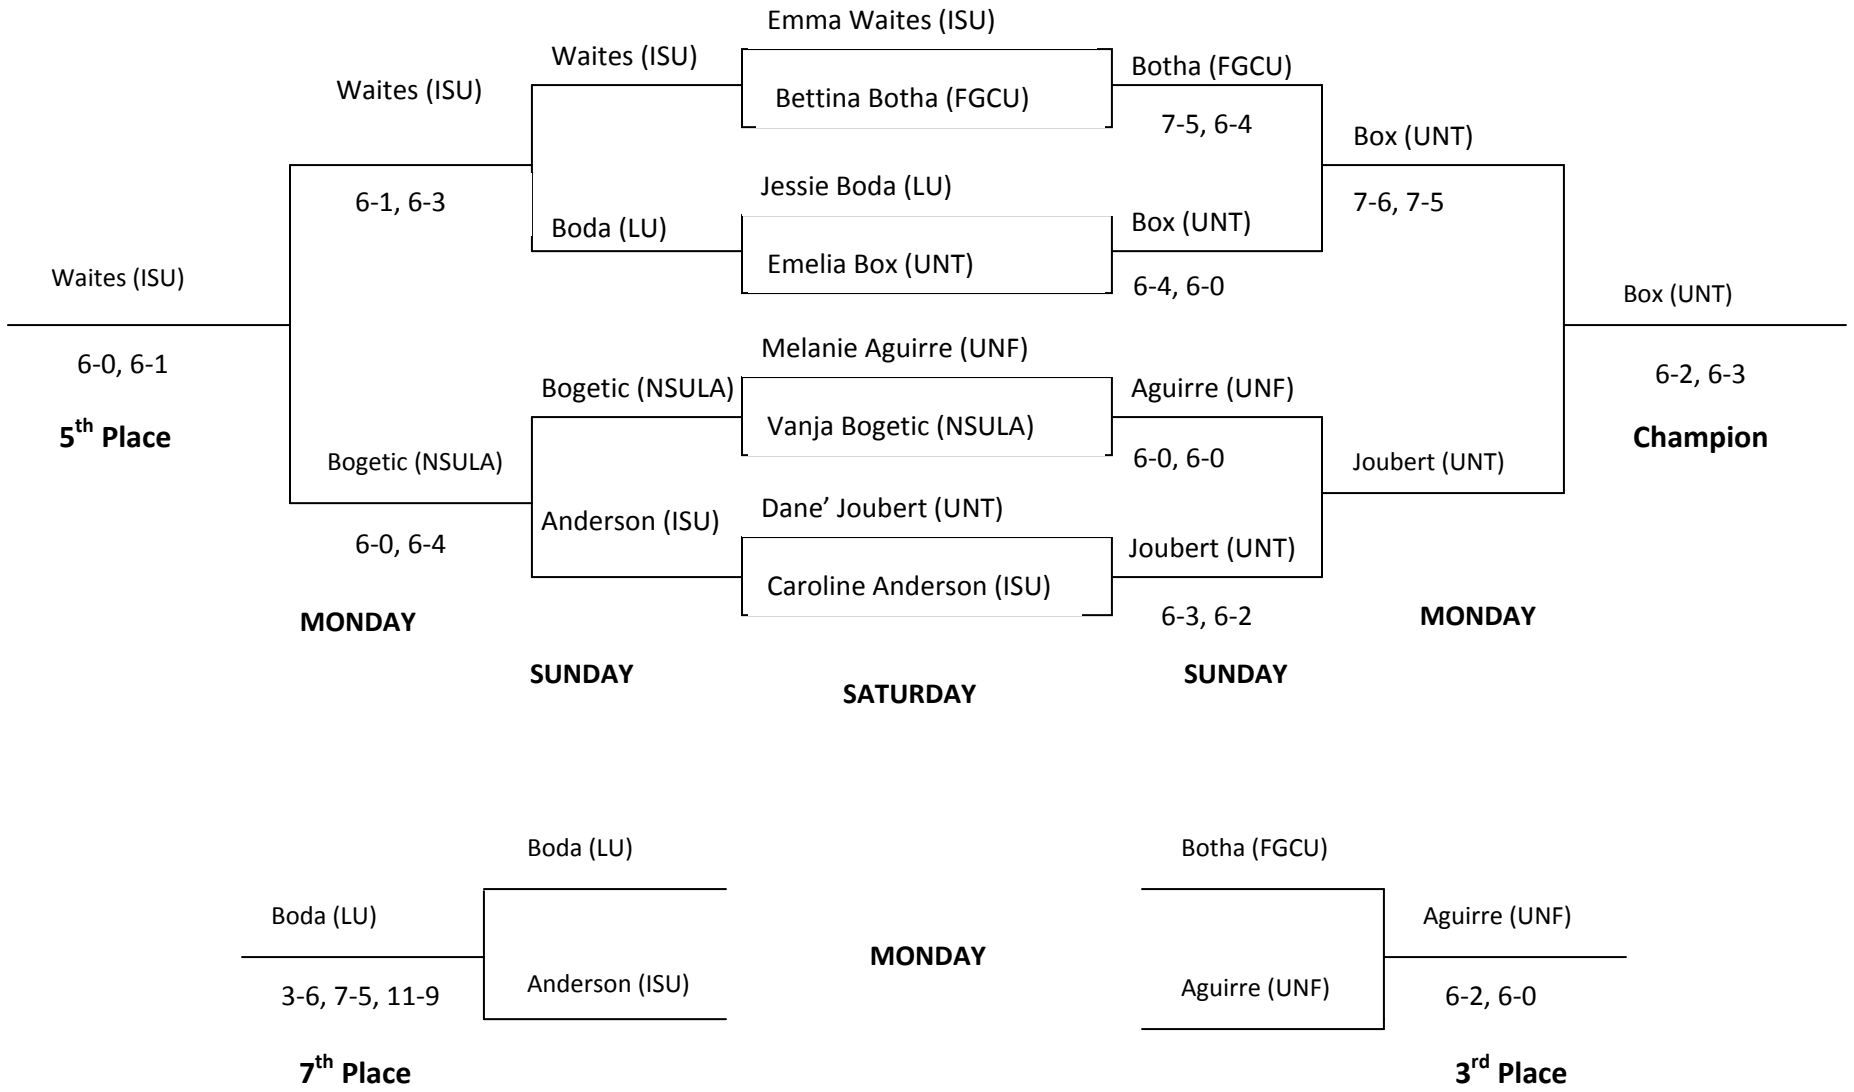 Emma Waites (ISU)
Waites (ISU)
Botha (FGCU)
Waites (ISU)
Bettina Botha (FGCU)
7-5, 6-4
Box (UNT)
Jessie Boda (LU)
6-1, 6-3
7-6, 7-5
Boda (LU)
Box (UNT)
Emelia Box (UNT)
Waites (ISU)
6-4, 6-0
Box (UNT)
Melanie Aguirre (UNF)
6-0, 6-1
6-2, 6-3
Bogetic (NSULA)
Aguirre (UNF)
Vanja Bogetic (NSULA)
5th Place
Champion
Bogetic (NSULA)
6-0, 6-0
Joubert (UNT)
Dane’ Joubert (UNT)
Anderson (ISU)
6-0, 6-4
Joubert (UNT)
Caroline Anderson (ISU)
6-3, 6-2
MONDAY
MONDAY
SUNDAY
SUNDAY
SATURDAY
Boda (LU)
Botha (FGCU)
Boda (LU)
Aguirre (UNF)
MONDAY
Anderson (ISU)
Aguirre (UNF)
3-6, 7-5, 11-9
6-2, 6-0
7th Place
3rd Place